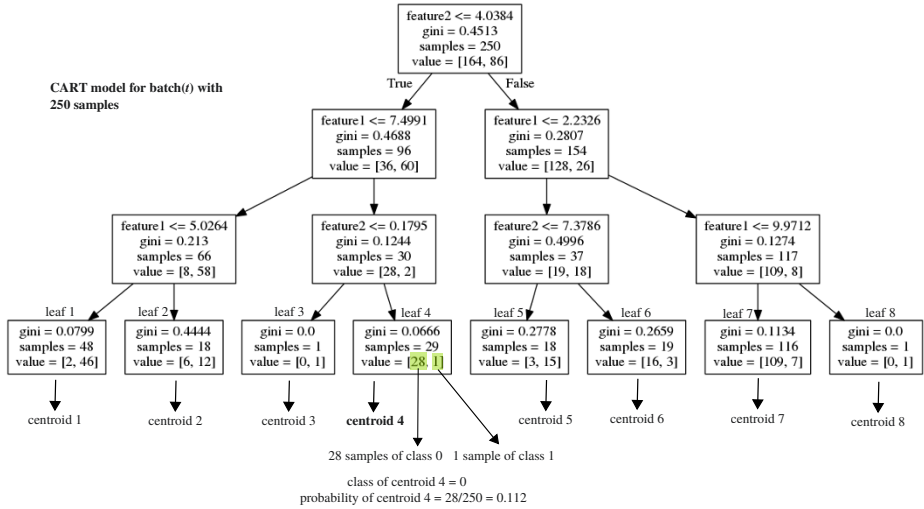 feature2 <= 4.0384
gini = 0.4513
samples = 250
value = [164, 86]
True
False
CART model for batch(t) with
250 samples
feature1 <= 7.4991
gini = 0.4688
samples = 96
value = [36, 60]
feature1 <= 2.2326
gini = 0.2807
samples = 154
value = [128, 26]
feature1 <= 5.0264
gini = 0.213
samples = 66
value = [8, 58]
feature2 <= 0.1795
gini = 0.1244
samples = 30
value = [28, 2]
feature2 <= 7.3786
gini = 0.4996
samples = 37
value = [19, 18]
feature1 <= 9.9712
gini = 0.1274
samples = 117
value = [109, 8]
leaf 1
gini = 0.0799
samples = 48
value = [2, 46]
leaf 2
gini = 0.4444
samples = 18
value = [6, 12]
leaf 3
gini = 0.0
samples = 1
value = [0, 1]
leaf 4
gini = 0.0666
samples = 29
value = [28, 1]
leaf 5
gini = 0.2778
samples = 18
value = [3, 15]
leaf 6
gini = 0.2659
samples = 19
value = [16, 3]
leaf 7
gini = 0.1134
samples = 116
value = [109, 7]
leaf 8
gini = 0.0
samples = 1
value = [0, 1]
centroid 1
centroid 2
centroid 3
centroid 4
centroid 5
centroid 6
centroid 7
centroid 8
28 samples of class 0 1 sample of class 1
class of centroid 4 = 0
probability of centroid 4 = 28/250 = 0.112